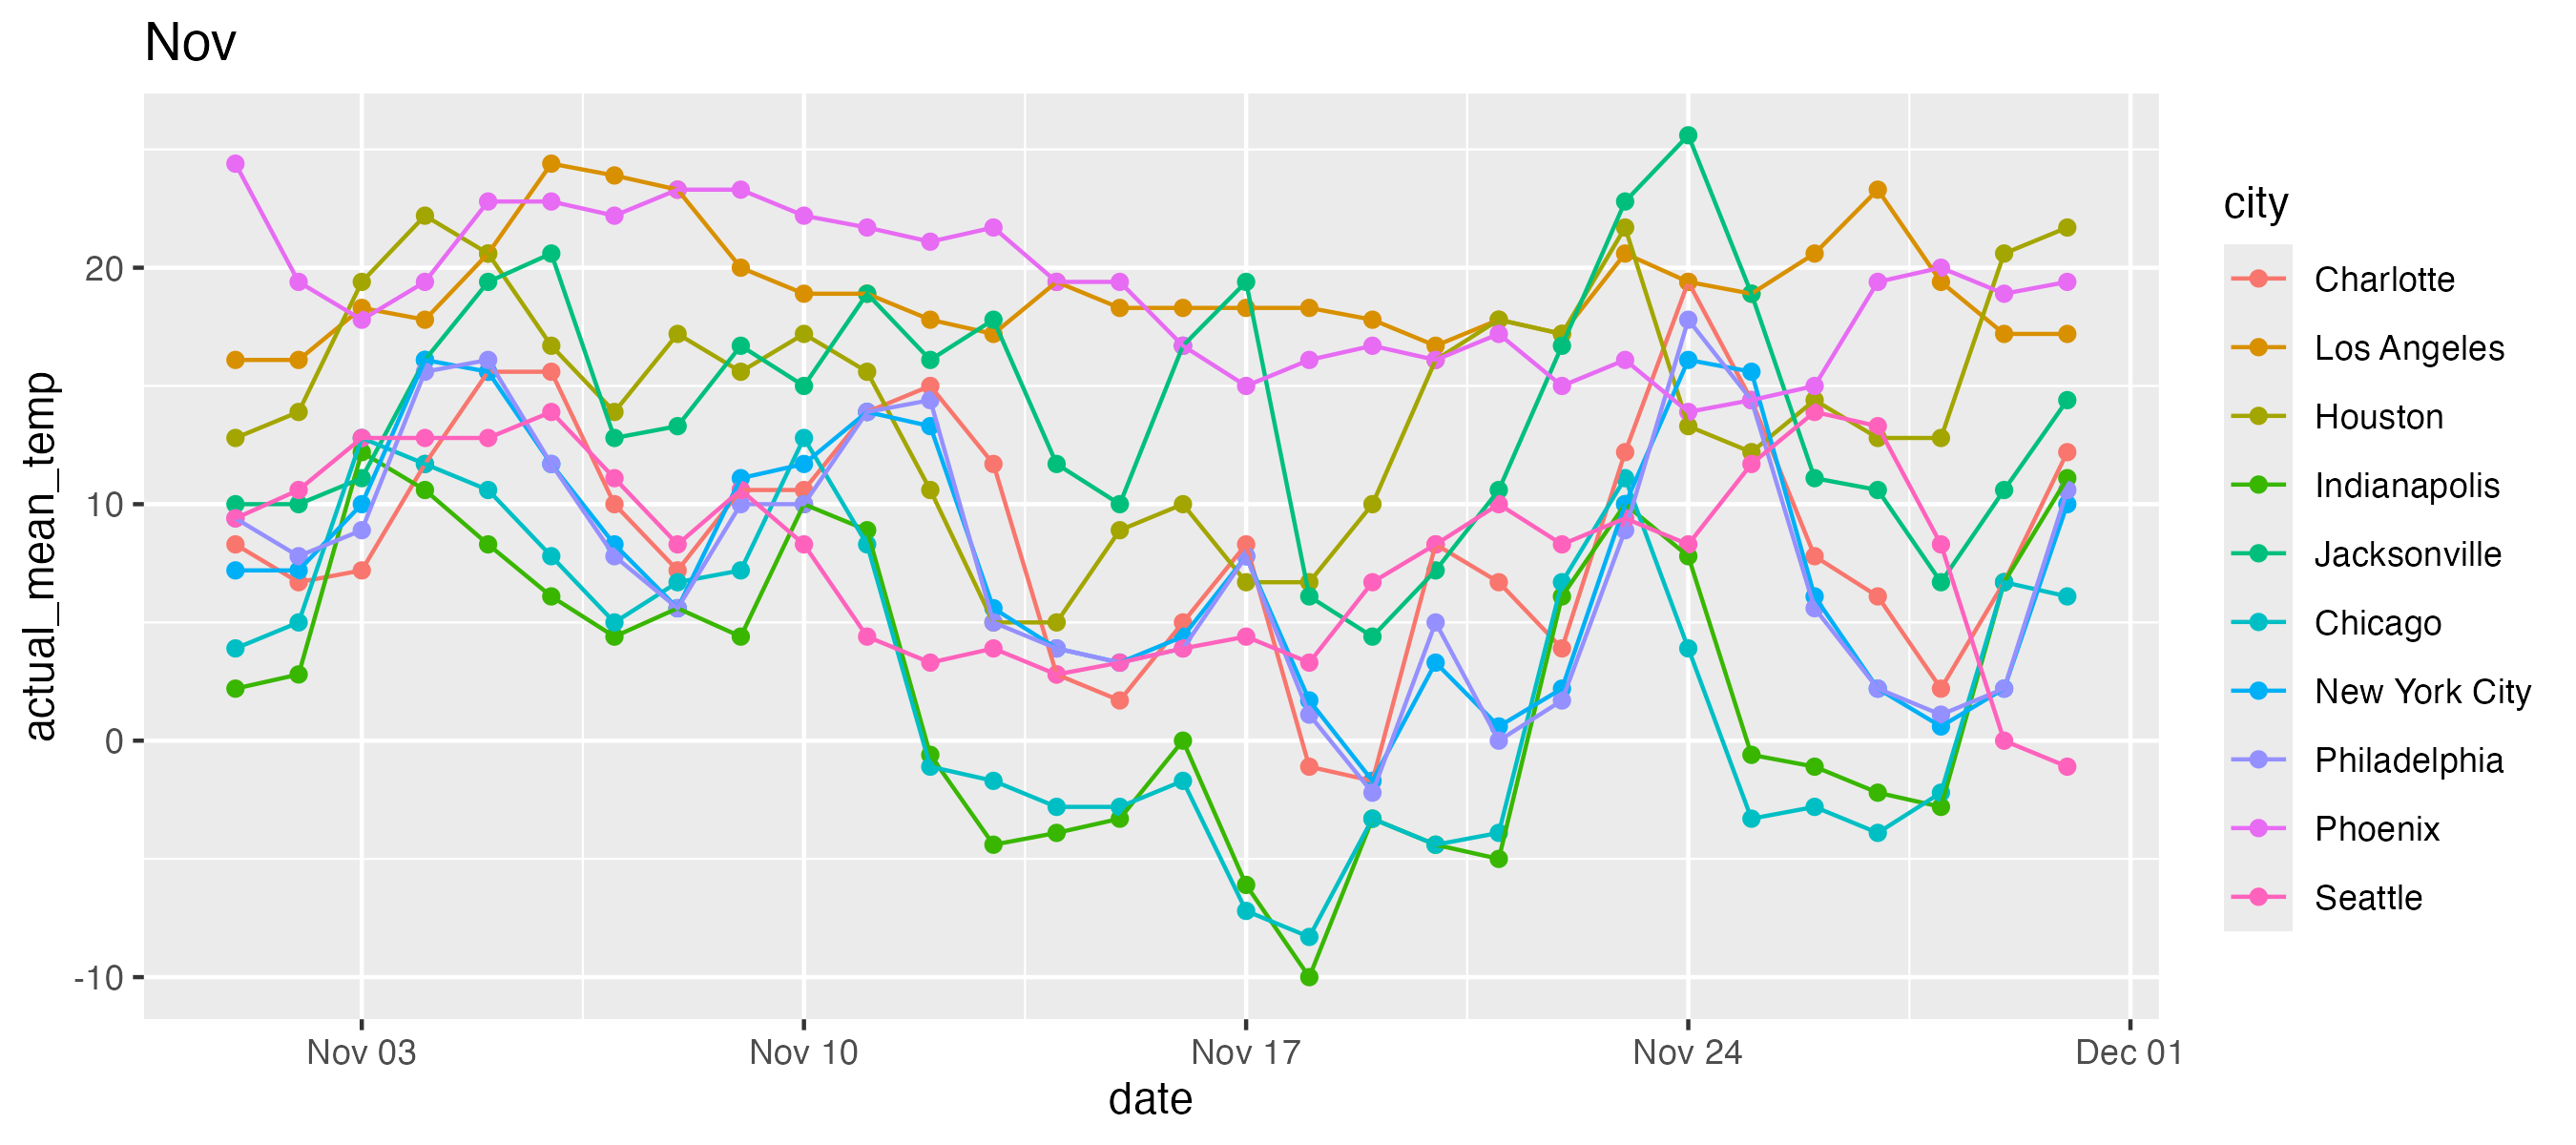 Nov
actual_mean_temp
20
10
0
-10
Nov 03
Nov 10
Nov 17
Nov 24
Dec 01
date
city
Charlotte
Los Angeles
Houston
Indianapolis
Jacksonville
Chicago
New York City
Philadelphia
Phoenix
Seattle